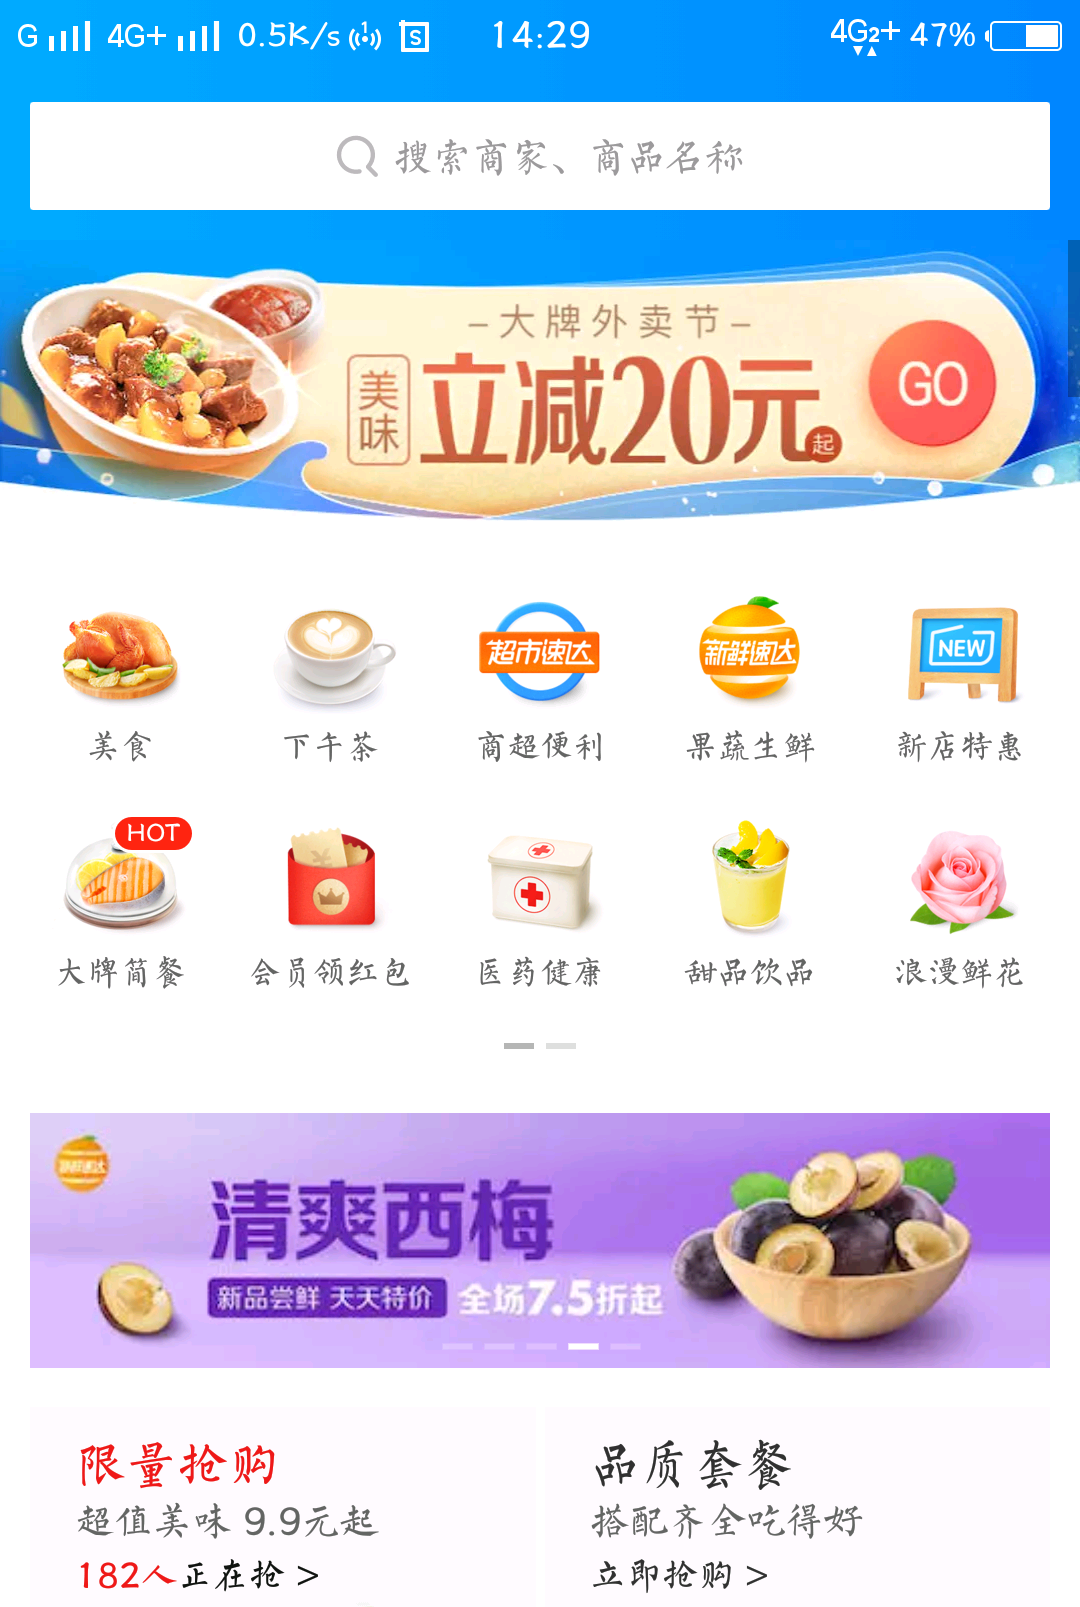 G 4G+ 0.5K/s 1 S 14:29 4G2+ 47%
搜索商家、商品名称
–大牌外卖节–
美味 立减20元起
GO
超市速达 新鲜速达 NEW
美食 下午茶 商超便利 果蔬生鲜 新店特惠
HOT
¥
大牌简餐 会员领红包 医药健康 甜品饮品 浪漫鲜花
新鲜速达
清爽西梅
新品尝鲜 天天特价 全场7.5折起
限量抢购 品质套餐
超值美味 9.9元起 搭配齐全吃得好
182人正在抢 > 立即抢购 >